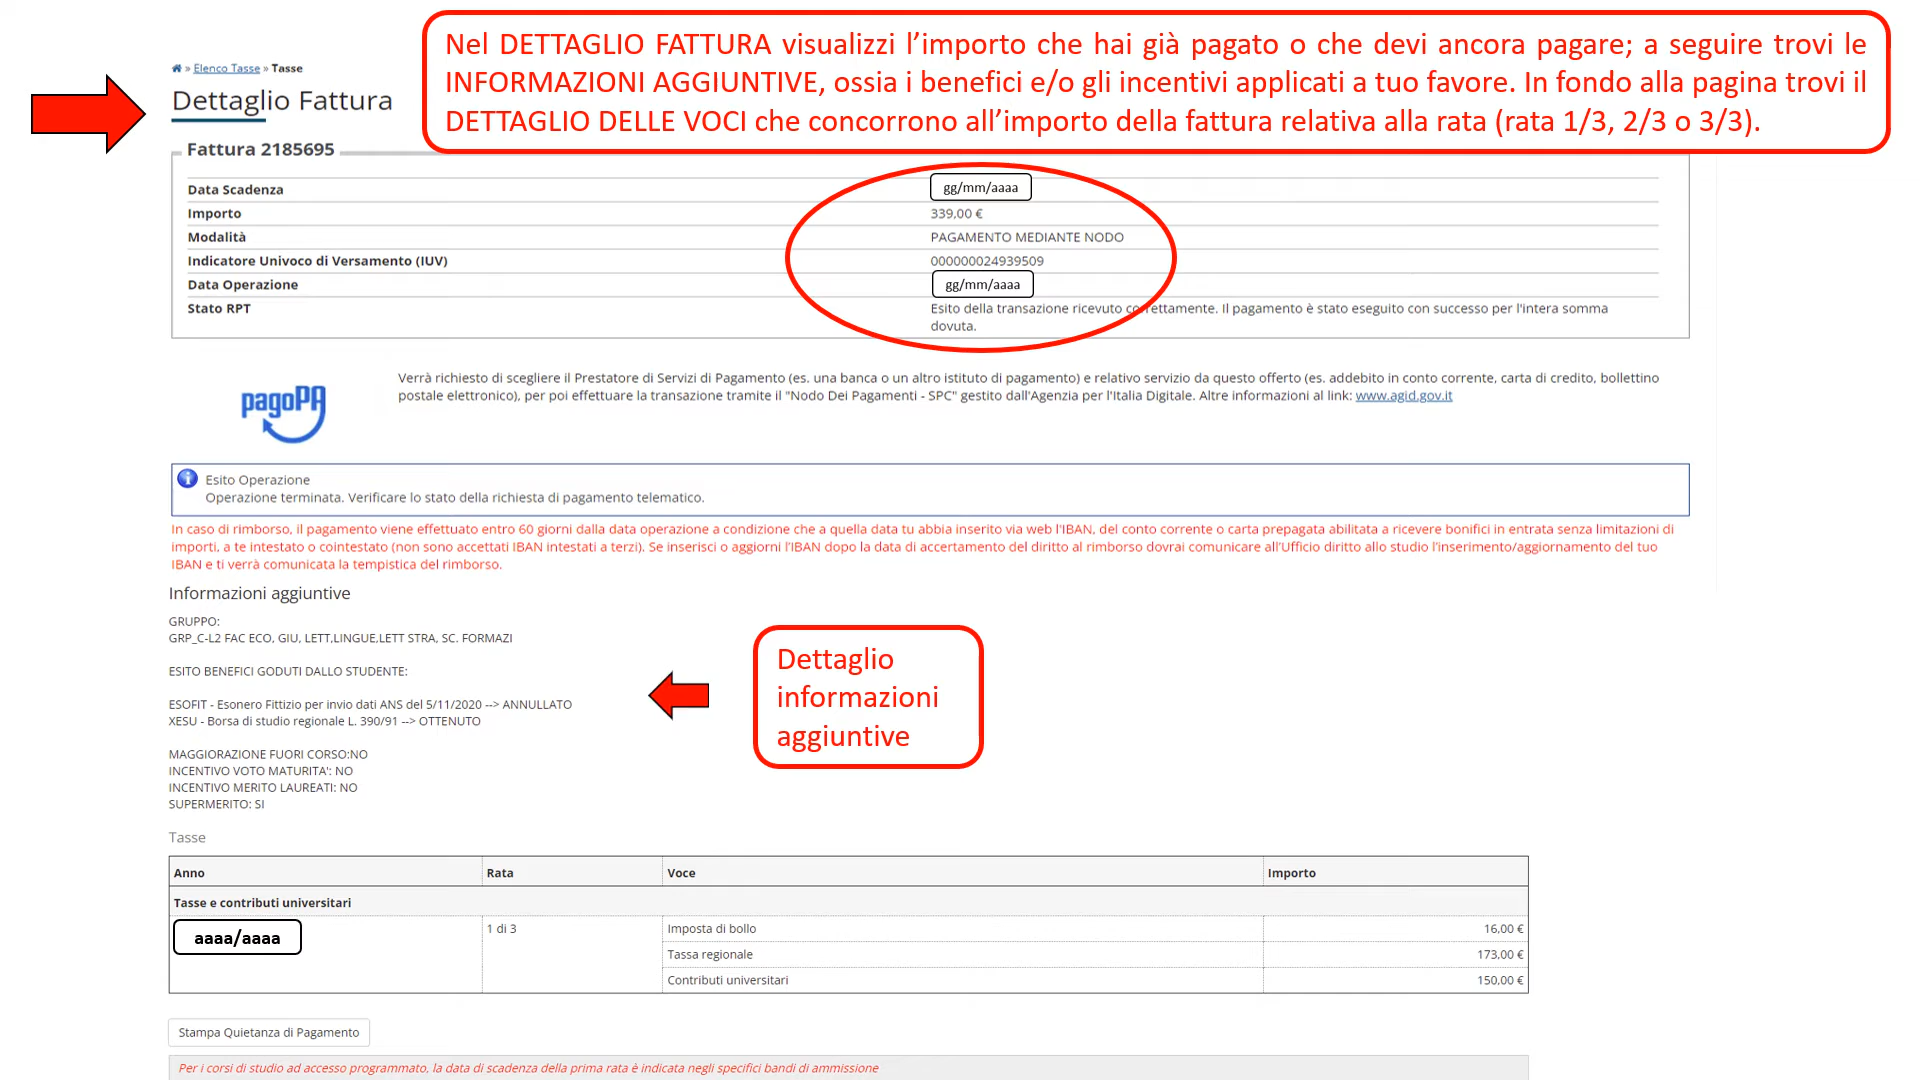 Nel DETTAGLIO FATTURA visualizzi l’importo che hai già pagato o che devi ancora pagare; a seguire trovi le
INFORMAZIONI AGGIUNTIVE, ossia i benefici e/o gli incentivi applicati a tuo favore. In fondo alla pagina trovi il
DETTAGLIO DELLE VOCI che concorrono all’importo della fattura relativa alla rata (rata 1/3, 2/3 o 3/3).
» Elenco Tasse » Tasse
Dettaglio Fattura
Fattura 2185695
Data Scadenza gg/mm/aaaa
Importo 339,00 €
Modalità PAGAMENTO MEDIANTE NODO
Indicatore Univoco di Versamento (IUV) 000000024939509
Data Operazione gg/mm/aaaa
Stato RPT Esito della transazione ricevuto correttamente. Il pagamento è stato eseguito con successo per l'intera somma
dovuta.
pagoPA
Verrà richiesto di scegliere il Prestatore di Servizi di Pagamento (es. una banca o un altro istituto di pagamento) e relativo servizio da questo offerto (es. addebito in conto corrente, carta di credito, bollettino
postale elettronico), per poi effettuare la transazione tramite il "Nodo Dei Pagamenti - SPC" gestito dall'Agenzia per l'Italia Digitale. Altre informazioni al link: www.agid.gov.it
Esito Operazione
Operazione terminata. Verificare lo stato della richiesta di pagamento telematico.
In caso di rimborso, il pagamento viene effettuato entro 60 giorni dalla data operazione a condizione che a quella data tu abbia inserito via web l'IBAN, del conto corrente o carta prepagata abilitata a ricevere bonifici in entrata senza limitazioni di
importi, a te intestato o cointestato (non sono accettati IBAN intestati a terzi). Se inserisci o aggiorni l’IBAN dopo la data di accertamento del diritto al rimborso dovrai comunicare all’Ufficio diritto allo studio l’inserimento/aggiornamento del tuo
IBAN e ti verrà comunicata la tempistica del rimborso.
Informazioni aggiuntive
GRUPPO:
GRP_C-L2 FAC ECO, GIU, LETT,LINGUE,LETT STRA, SC. FORMAZI
ESITO BENEFICI GODUTI DALLO STUDENTE:
ESOFIT - Esonero Fittizio per invio dati ANS del 5/11/2020 --> ANNULLATO
XESU - Borsa di studio regionale L. 390/91 --> OTTENUTO
MAGGIORAZIONE FUORI CORSO:NO
INCENTIVO VOTO MATURITA': NO
INCENTIVO MERITO LAUREATI: NO
SUPERMERITO: SI
Dettaglio
informazioni
aggiuntive
Tasse
Anno Rata Voce Importo
Tasse e contributi universitari
aaaa/aaaa 1 di 3 Imposta di bollo 16,00 €
Tassa regionale 173,00 €
Contributi universitari 150,00 €
Stampa Quietanza di Pagamento
Per i corsi di studio ad accesso programmato, la data di scadenza della prima rata è indicata negli specifici bandi di ammissione